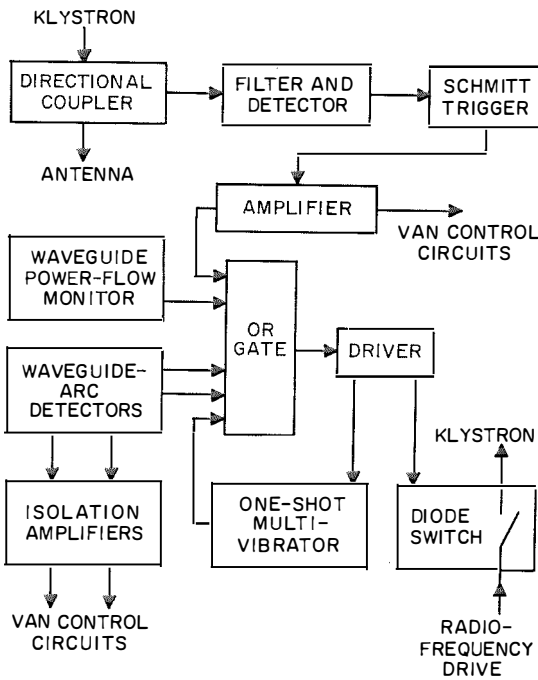 KLYSTRON
DIRECTIONAL
COUPLER
FILTER AND
DETECTOR
SCHMITT
TRIGGER
ANTENNA
AMPLIFIER
VAN CONTROL
CIRCUITS
WAVEGUIDE
POWER-FLOW
MONITOR
OR
GATE
DRIVER
WAVEGUIDE-
ARC
DETECTORS
KLYSTRON
ISOLATION
AMPLIFIERS
ONE-SHOT
MULTI-
VIBRATOR
DIODE
SWITCH
VAN CONTROL
CIRCUITS
RADIO-
FREQUENCY
DRIVE